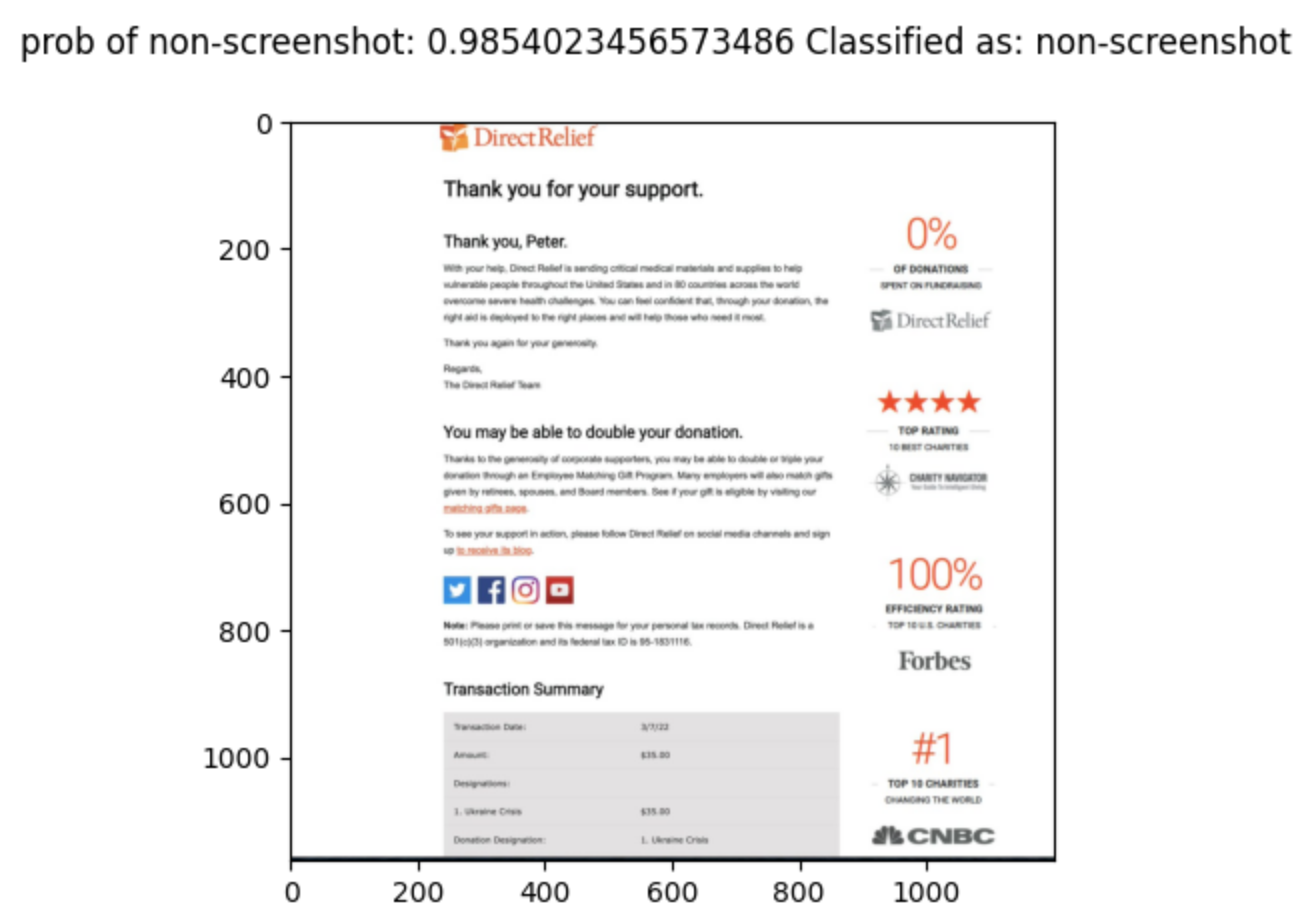 prob of non-screenshot: 0.9854023456573486 Classified as: non-screenshot
0
200
400
600
800
1000
DirectRelief
Thank you for your support.
Thank you, Peter.
With your help, Direct Relief is sending critical medical materials and supplies to help
vulnerable people throughout the United States and in 80 countries across the world
overcome severe health challenges. You can feel confident that, through your donation, the
right aid is deployed to the right places and will help those who need it most.
Thank you again for your generosity.
Regards,
The Direct Relief Team
You may be able to double your donation.
Thanks to the generosity of corporate supporters, you may be able to double or triple your
donation through an Employee Matching Gift Program. Many employers will also match gifts
given by retirees, spouses, and Board members. See if your gift is eligible by visiting our
matching gifts page.
To see your support in action, please follow Direct Relief on social media channels and sign
up to receive its blog.
Note: Please print or save this message for your personal tax records. Direct Relief is a
501(c)(3) organization and its federal tax ID is 95-1831116.
Transaction Summary
Transaction Date: 3/7/22
Amount: $35.00
Designations:
1. Ukraine Crisis $35.00
Donation Designation: 1. Ukraine Crisis
0%
OF DONATIONS
SPENT ON FUNDRAISING
DirectRelief
TOP RATING
10 BEST CHARITIES
CHARITY NAVIGATOR
Your Guide To Intelligent Giving
100%
EFFICIENCY RATING
TOP 10 U.S. CHARITIES
Forbes
#1
TOP 10 CHARITIES
CHANGING THE WORLD
CNBC
0 200 400 600 800 1000